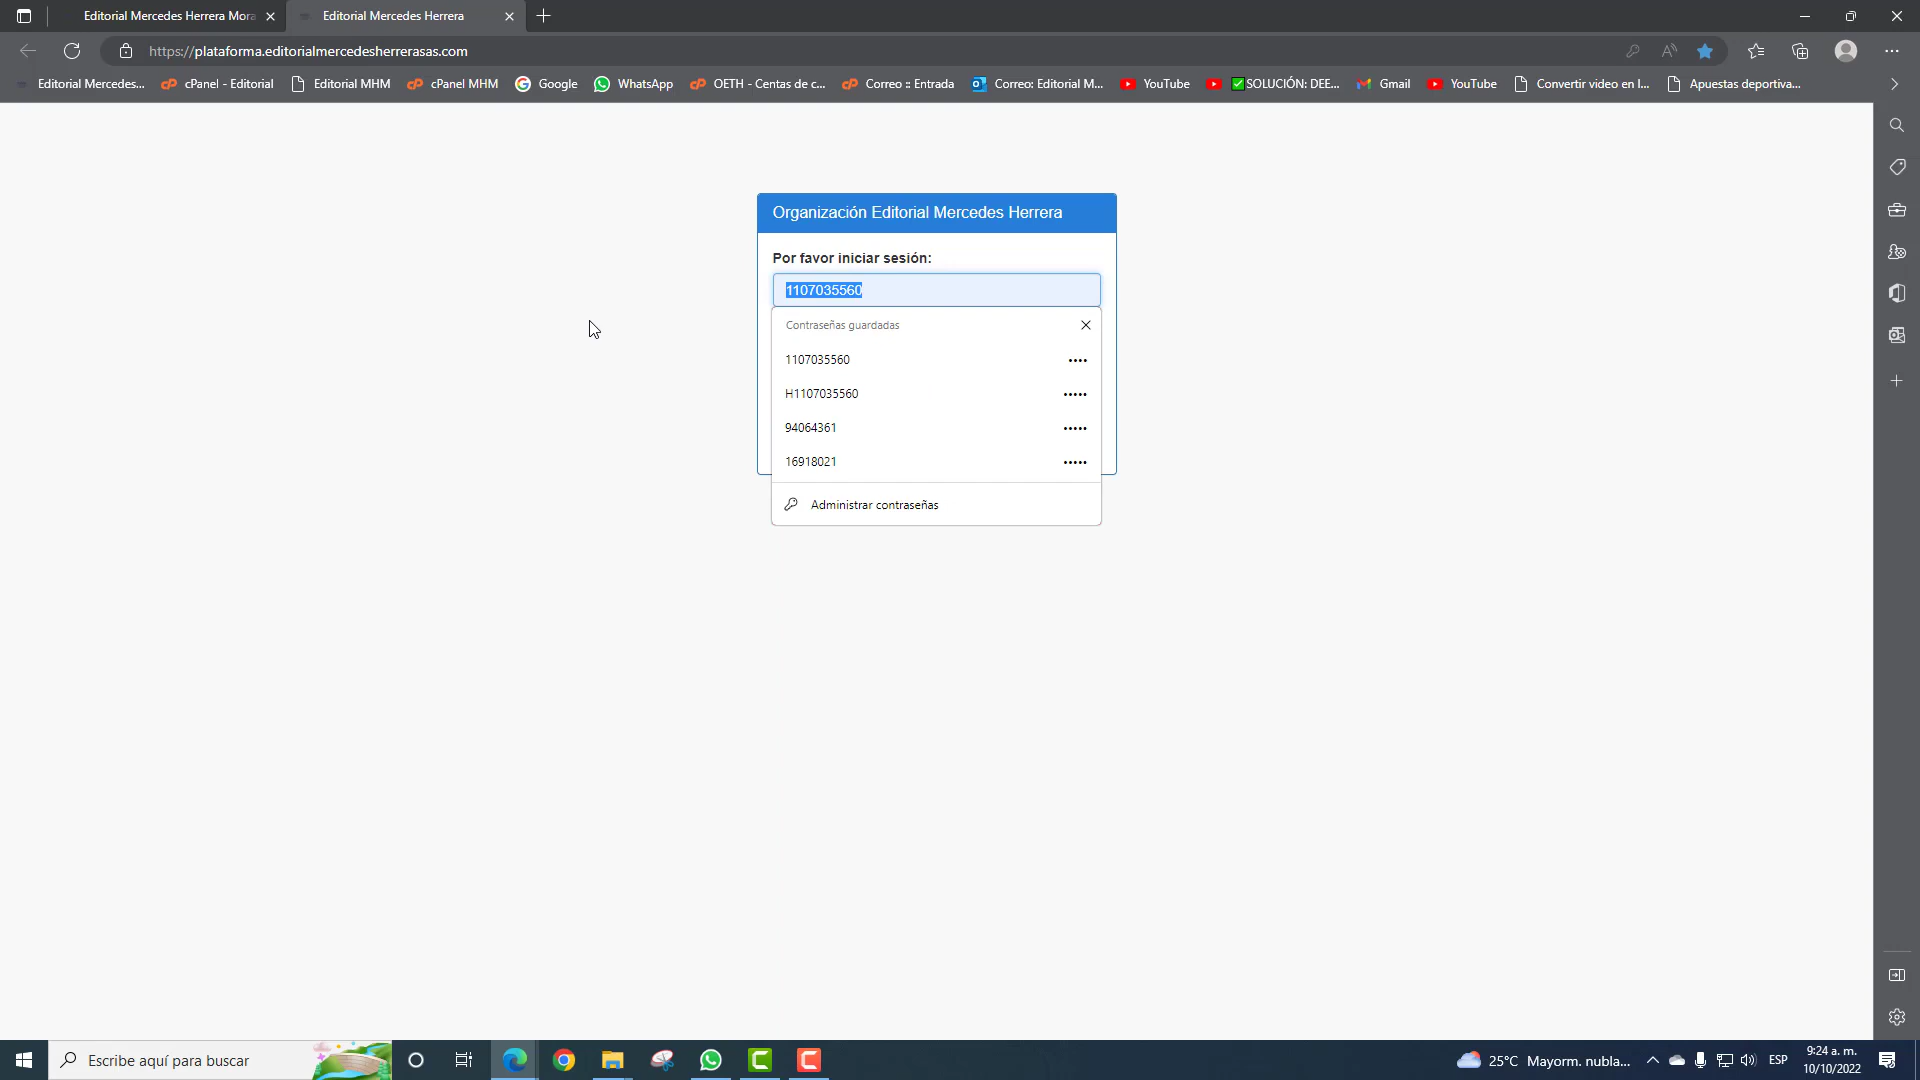 Editorial Mercedes Herrera Mora
Editorial Mercedes Herrera
https://plataforma.editorialmercedesherrerasas.com
Editorial Mercedes...
cPanel - Editorial
Editorial MHM
cPanel MHM
Google
WhatsApp
OETH - Centas de c...
Correo :: Entrada
Correo: Editorial M...
YouTube
✅SOLUCIÓN: DEE...
Gmail
YouTube
Convertir video en l...
Apuestas deportiva...
Organización Editorial Mercedes Herrera
Por favor iniciar sesión:
1107035560
Contraseñas guardadas
1107035560 ••••
H1107035560 •••••
94064361 •••••
16918021 •••••
Administrar contraseñas
Escribe aquí para buscar
25°C Mayorm. nubla...
ESP
9:24 a. m.
10/10/2022